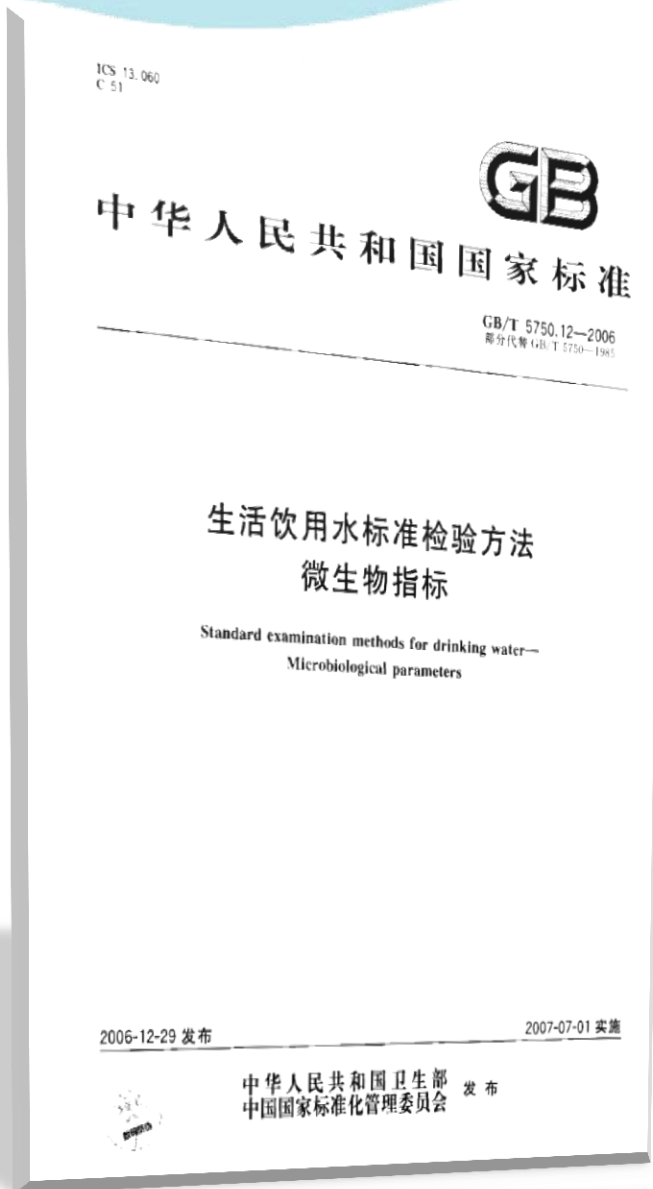 ICS 13.060
C 51
GB
中华人民共和国国家标准
GB/T 5750.12—2006
部分代替 GB/T 5750—1985
生活饮用水标准检验方法
微生物指标
Standard examination methods for drinking water—
Microbiological parameters
2006-12-29 发布
2007-07-01 实施
中华人民共和国卫生部
中国国家标准化管理委员会
发布